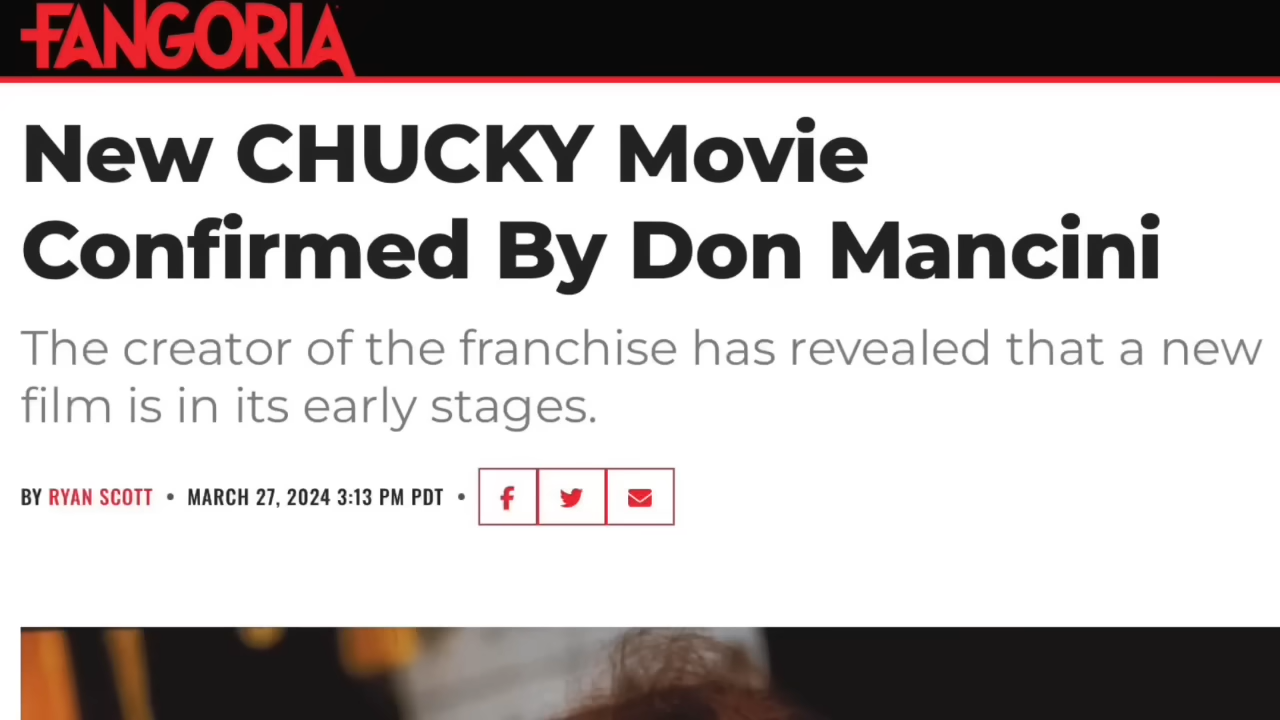 FANGORIA
New CHUCKY Movie
Confirmed By Don Mancini
The creator of the franchise has revealed that a new
film is in its early stages.
BY RYAN SCOTT • MARCH 27, 2024 3:13 PM PDT •